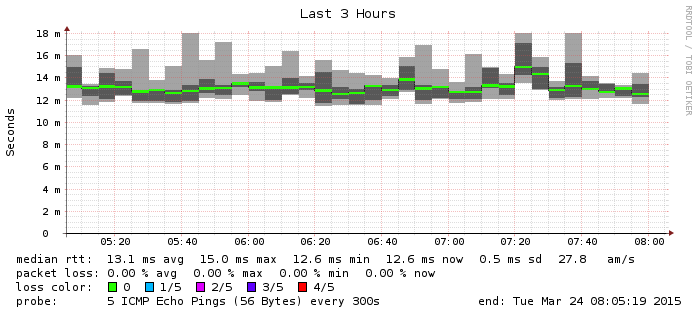 Last 3 Hours
RRDTOOL / TOBI OETIKER
Seconds
18 m
16 m
14 m
12 m
10 m
8 m
6 m
4 m
2 m
0
05:20 05:40 06:00 06:20 06:40 07:00 07:20 07:40 08:00
median rtt: 13.1 ms avg 15.0 ms max 12.6 ms min 12.6 ms now 0.5 ms sd 27.8 am/s
packet loss: 0.00 % avg 0.00 % max 0.00 % min 0.00 % now
loss color: 0 1/5 2/5 3/5 4/5
probe: 5 ICMP Echo Pings (56 Bytes) every 300s end: Tue Mar 24 08:05:19 2015